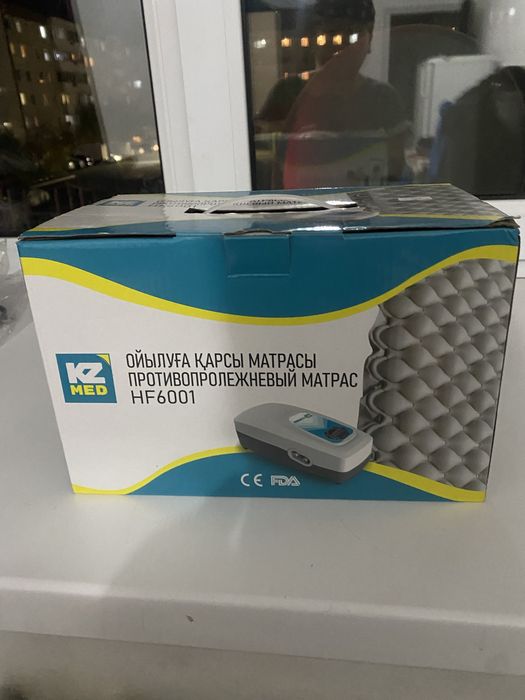 KZ
MED
ОЙЫЛУҒА ҚАРСЫ МАТРАСЫ
ПРОТИВОПРОЛЕЖНЕВЫЙ МАТРАС
HF6001
CE FDA